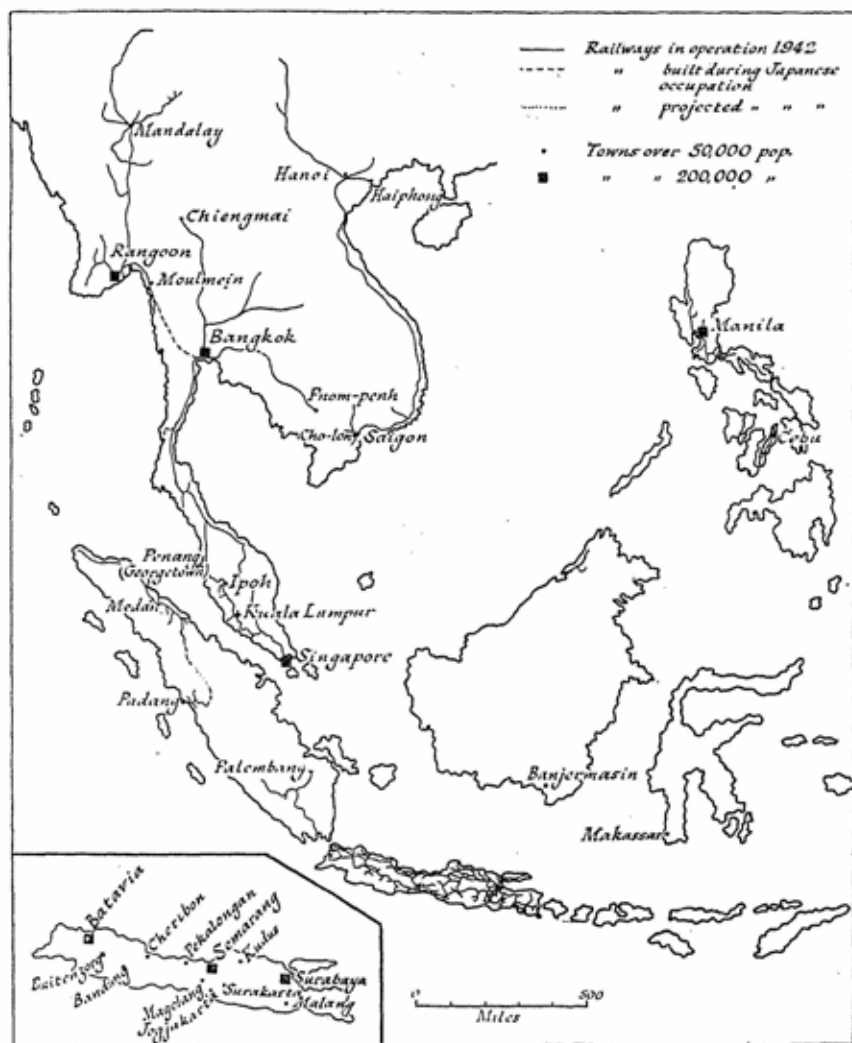 Railways in operation 1942
" built during Japanese
occupation
" projected " " "
Towns over 50,000 pop.
" " 200,000 "
Mandalay
Hanoi
Haiphong
Chiengmai
Rangoon
Moulmein
Bangkok
Manila
Pnom-penh
Cho-lon
Saigon
Cebu
Penang
(Georgetown)
Ipoh
Medan
Kuala Lampur
Singapore
Padang
Palembang
Banjermasin
Makassar
Batavia
Cheribon
Pekalongan
Semarang
Kudus
Buitenzorg
Bandung
Magelang
Jogjakarta
Surakarta
Surabaya
Malang
0 500
Miles